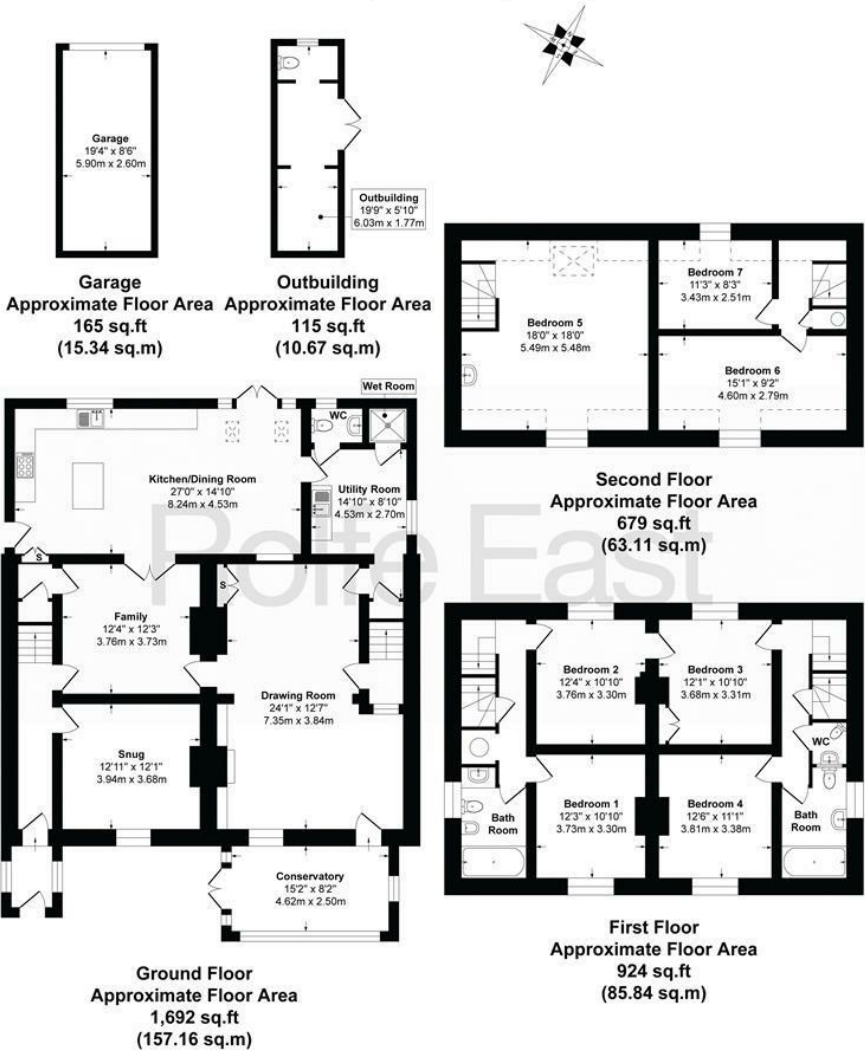 Garage
19'4" x 8'6"
5.90m x 2.60m
Outbuilding
19'9" x 5'10"
6.03m x 1.77m
Garage
Approximate Floor Area
165 sq.ft
(15.34 sq.m)
Outbuilding
Approximate Floor Area
115 sq.ft
(10.67 sq.m)
Bedroom 5
18'0" x 18'0"
5.49m x 5.48m
Bedroom 7
11'3" x 8'3"
3.43m x 2.51m
Bedroom 6
15'1" x 9'2"
4.60m x 2.79m
Second Floor
Approximate Floor Area
679 sq.ft
(63.11 sq.m)
Wet Room
WC
Kitchen/Dining Room
27'0" x 14'10"
8.24m x 4.53m
Utility Room
14'10" x 8'10"
4.53m x 2.70m
Rolfe East
S
S
Family
12'4" x 12'3"
3.76m x 3.73m
Drawing Room
24'1" x 12'7"
7.35m x 3.84m
Snug
12'11" x 12'1"
3.94m x 3.68m
Conservatory
15'2" x 8'2"
4.62m x 2.50m
Ground Floor
Approximate Floor Area
1,692 sq.ft
(157.16 sq.m)
Bedroom 2
12'4" x 10'10"
3.76m x 3.30m
Bedroom 3
12'1" x 10'10"
3.68m x 3.31m
WC
Bath
Room
Bedroom 1
12'3" x 10'10"
3.73m x 3.30m
Bedroom 4
12'6" x 11'1"
3.81m x 3.38m
Bath
Room
First Floor
Approximate Floor Area
924 sq.ft
(85.84 sq.m)